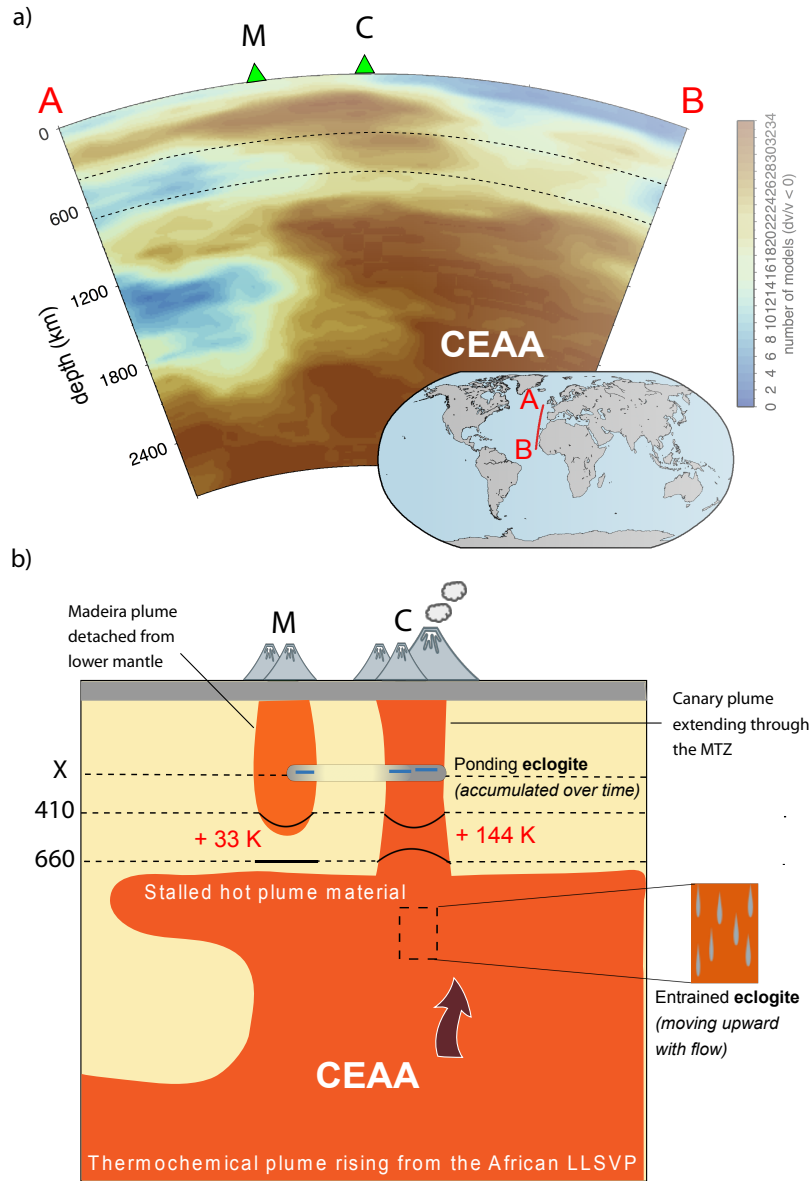 a)
M
C
A
B
0
600
1200
1800
2400
depth (km)
CEAA
0 2 4 6 8 10 12 14 16 18 20 22 24 26 28 30 32 34
number of models (dv/v < 0)
A
B
b)
Madeira plume
detached from
lower mantle
M
C
Canary plume
extending through
the MTZ
X
Ponding eclogite
(accumulated over time)
410
+ 33 K
+ 144 K
660
Stalled hot plume material
Entrained eclogite
(moving upward
with flow)
CEAA
Thermochemical plume rising from the African LLSVP